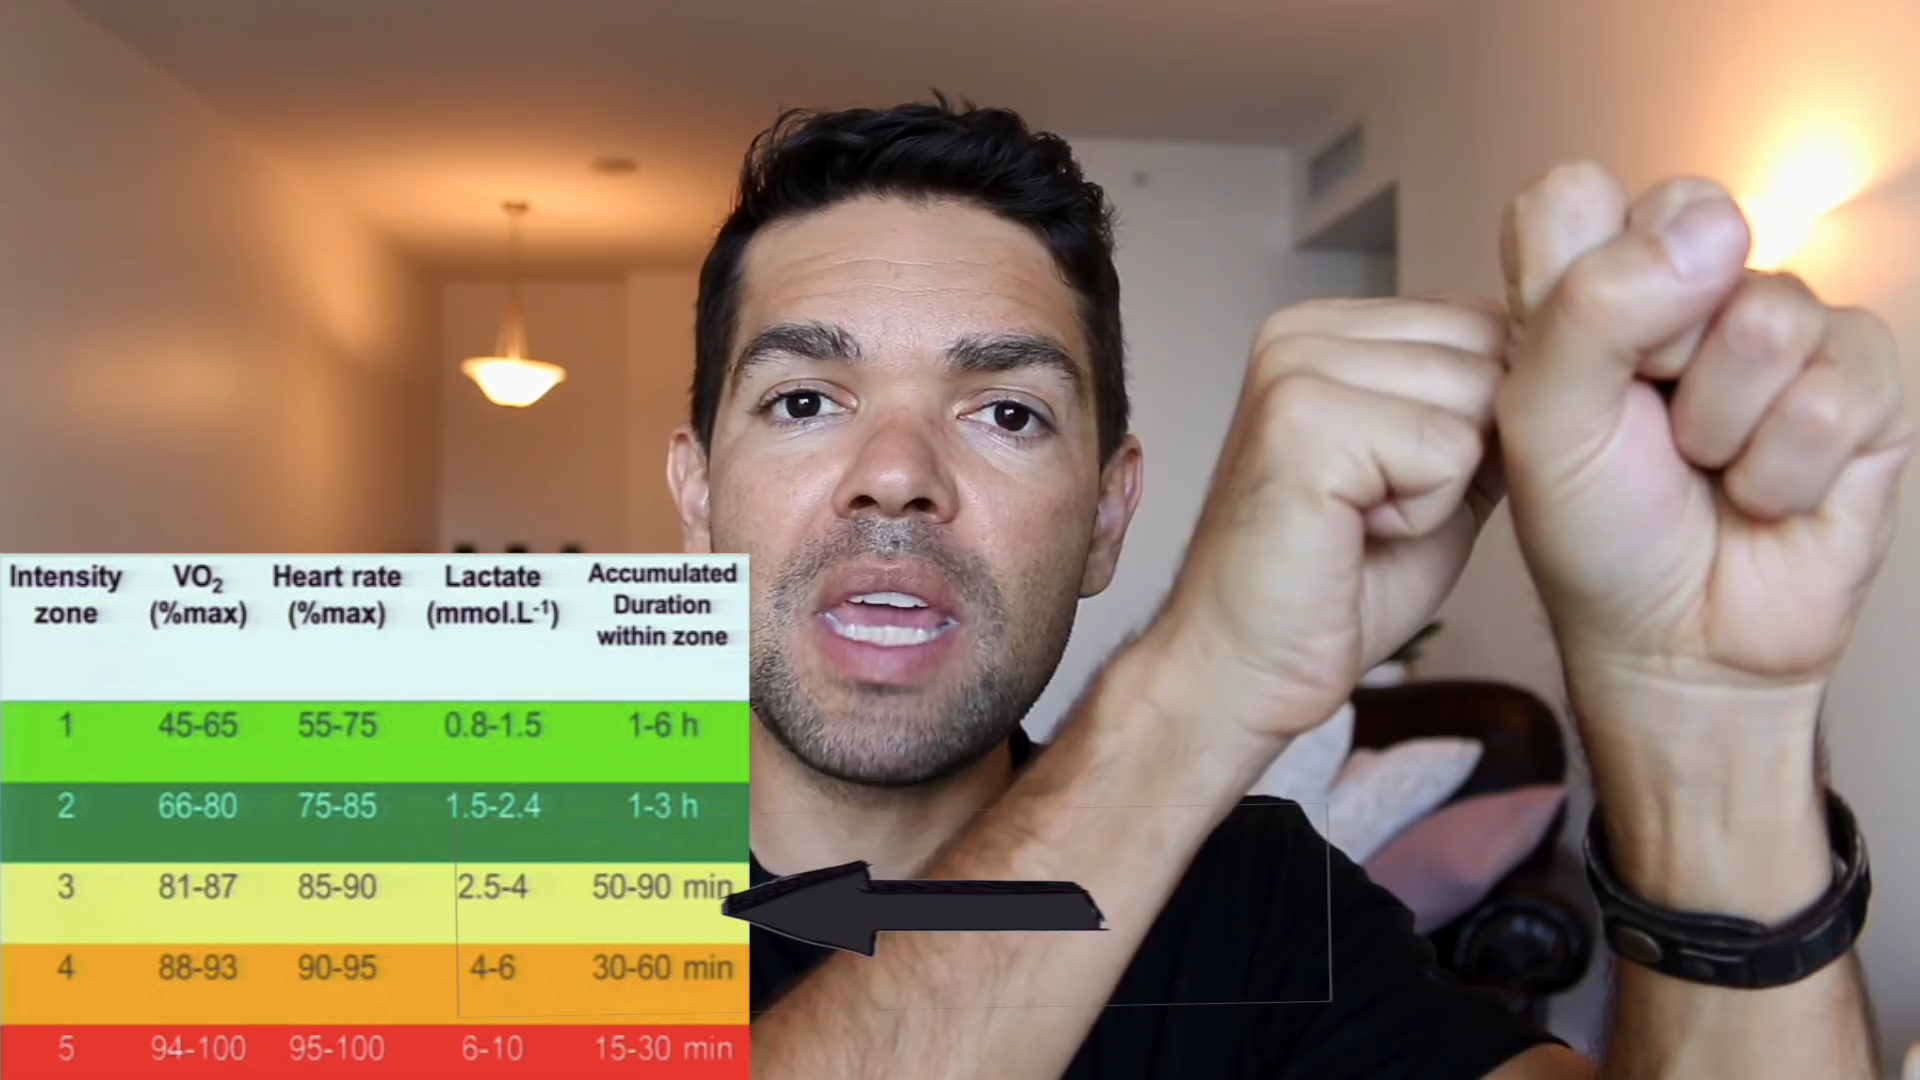 Intensity zone VO₂ (%max) Heart rate (%max) Lactate (mmol.L⁻¹) Accumulated Duration within zone
1 45-65 55-75 0.8-1.5 1-6 h
2 66-80 75-85 1.5-2.4 1-3 h
3 81-87 85-90 2.5-4 50-90 min
4 88-93 90-95 4-6 30-60 min
5 94-100 95-100 6-10 15-30 min